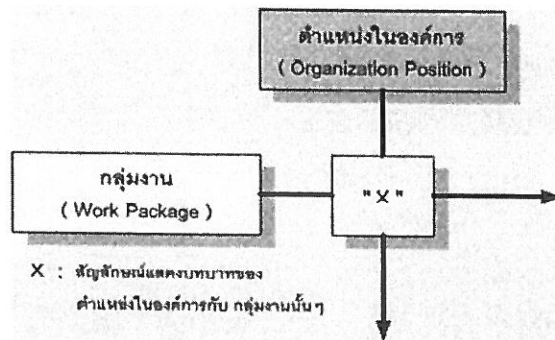 ตำแหน่งในองค์การ
( Organization Position )
กลุ่มงาน
( Work Package )
" X "
X : สัญลักษณ์แสดงบทบาทของ
ตำแหน่งในองค์การกับ กลุ่มงานนั้นๆ